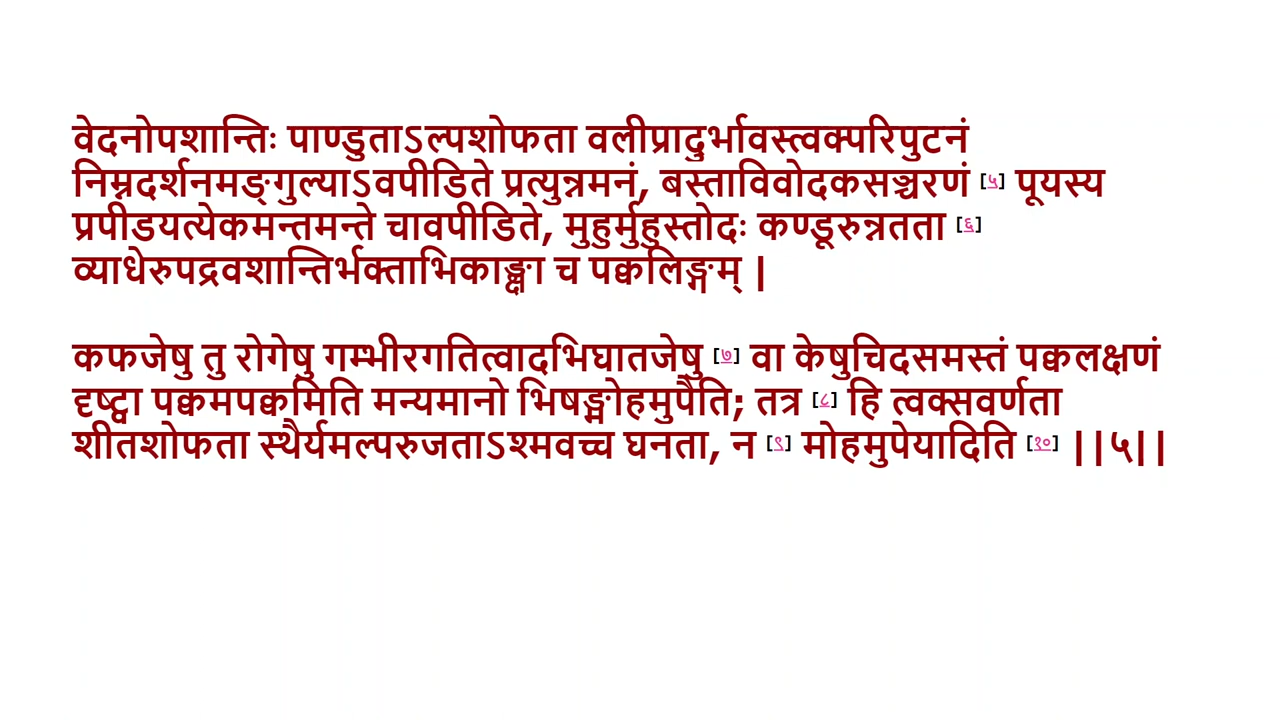 वेदनोपशान्तिः पाण्डुताऽल्पशोफता वलीप्रादुर्भावस्त्वक्परिपुटनं
निम्नदर्शनमङ्गुल्याऽवपीडिते प्रत्युन्नमनं, बस्ताविवोदकसञ्चरणं [५] पूयस्य
प्रपीडयत्येकमन्तमन्ते चावपीडिते, मुहुर्मुहुस्तोदः कण्डूरुन्नतता [६]
व्याधेरुपद्रवशान्तिर्भक्ताभिकाङ्क्षा च पक्वलिङ्गम् |
कफजेषु तु रोगेषु गम्भीरगतित्वादभिघातजेषु [७] वा केषुचिदसमस्तं पक्वलक्षणं
दृष्ट्वा पक्वमपक्वमिति मन्यमानो भिषङ्मोहमुपैति; तत्र [८] हि त्वक्सवर्णता
शीतशोफता स्थैर्यमल्परुजताऽश्मवच्च घनता, न [९] मोहमुपेयादिति [१०] ||५||